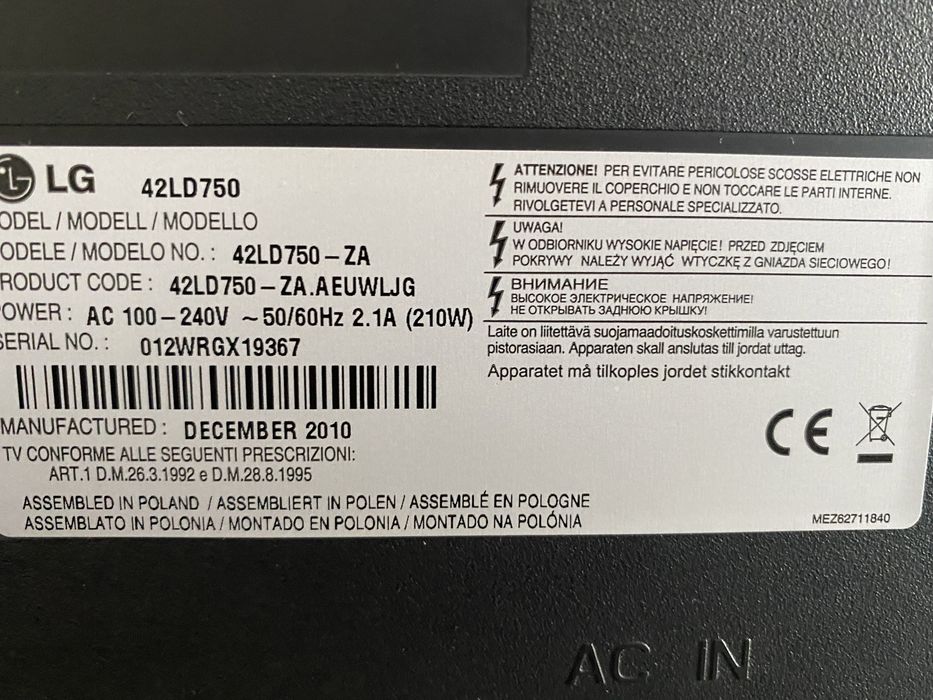 LG 42LD750
ODEL / MODELL / MODELLO
ODELE / MODELO NO. : 42LD750-ZA
RODUCT CODE : 42LD750-ZA.AEUWLJG
OWER : AC 100-240V ~50/60Hz 2.1A (210W)
SERIAL NO. : 012WRGX19367
MANUFACTURED : DECEMBER 2010
TV CONFORME ALLE SEGUENTI PRESCRIZIONI:
ART.1 D.M.26.3.1992 e D.M.28.8.1995
ASSEMBLED IN POLAND / ASSEMBLIERT IN POLEN / ASSEMBLÉ EN POLOGNE
ASSEMBLATO IN POLONIA / MONTADO EN POLONIA / MONTADO NA POLÓNIA
ATTENZIONE! PER EVITARE PERICOLOSE SCOSSE ELETTRICHE NON
RIMUOVERE IL COPERCHIO E NON TOCCARE LE PARTI INTERNE.
RIVOLGETEVI A PERSONALE SPECIALIZZATO.
UWAGA!
W ODBIORNIKU WYSOKIE NAPIĘCIE! PRZED ZDJĘCIEM
POKRYWY NALEŻY WYJĄĆ WTYCZKĘ Z GNIAZDA SIECIOWEGO!
ВНИМАНИЕ
ВЫСОКОЕ ЭЛЕКТРИЧЕСКОЕ НАПРЯЖЕНИЕ!
НЕ ОТКРЫВАТЬ ЗАДНЮЮ КРЫШКУ!
Laite on liitettävä suojamaadoituskoskettimilla varustettuun
pistorasiaan. Apparaten skall anslutas till jordat uttag.
Apparatet må tilkoples jordet stikkontakt
CE
MEZ62711840
AC IN